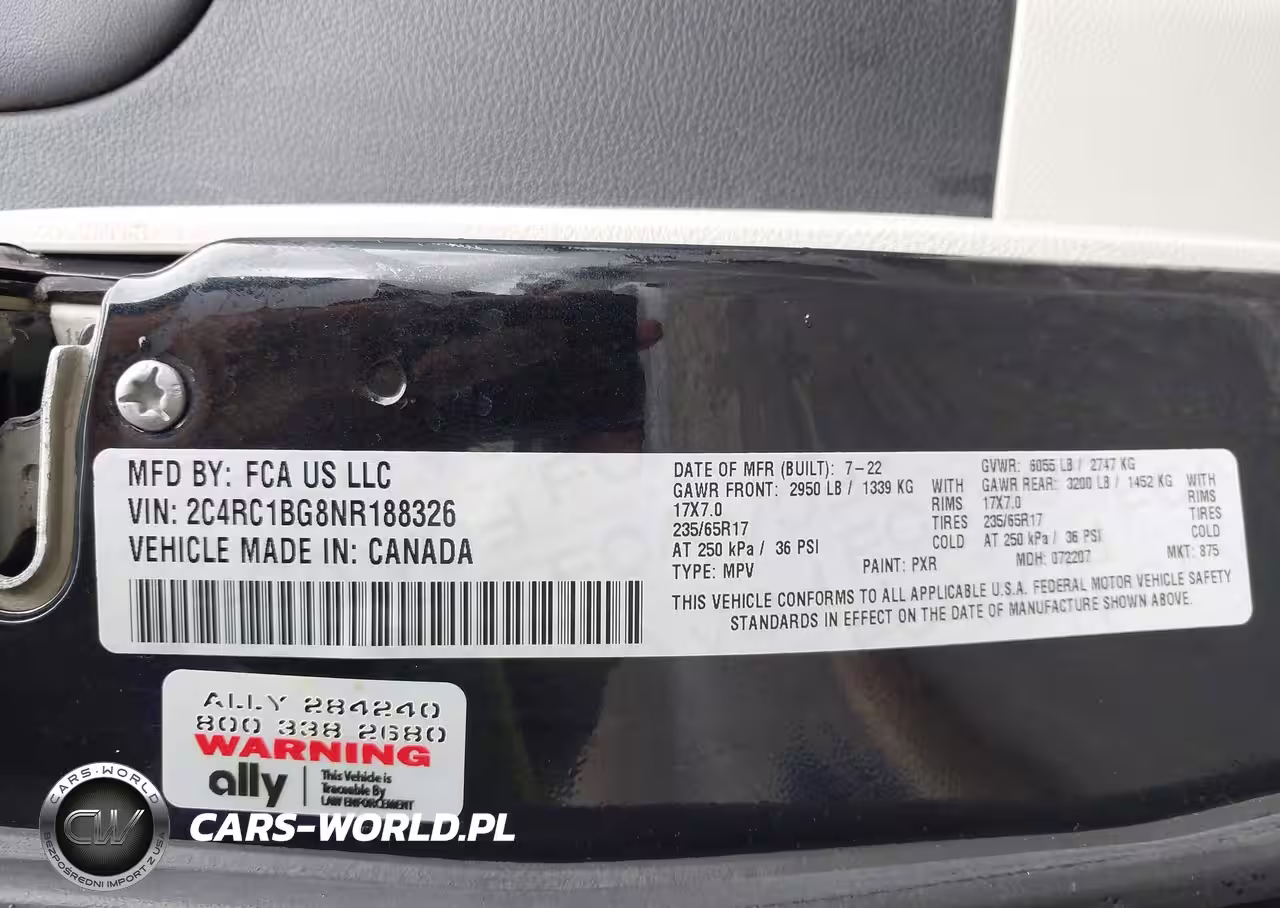 MFD BY: FCA US LLC
VIN: 2C4RC1BG8NR188326
VEHICLE MADE IN: CANADA
DATE OF MFR (BUILT): 7-22
GVWR: 6055 LB / 2747 KG
GAWR FRONT: 2950 LB / 1339 KG WITH
GAWR REAR: 3200 LB / 1452 KG WITH
17X7.0 RIMS
17X7.0 RIMS
235/65R17 TIRES
235/65R17 TIRES
AT 250 kPa / 36 PSI COLD
AT 250 kPa / 36 PSI COLD
TYPE: MPV PAINT: PXR MDH: 072207 MKT: 875
THIS VEHICLE CONFORMS TO ALL APPLICABLE U.S.A. FEDERAL MOTOR VEHICLE SAFETY
STANDARDS IN EFFECT ON THE DATE OF MANUFACTURE SHOWN ABOVE.
ALLY 284240
800 338 2680
WARNING
ally
This Vehicle is
Traceable By
LAW ENFORCEMENT
CARS-WORLD
CW
BEZPOŚREDNI IMPORT Z USA
CARS-WORLD.PL